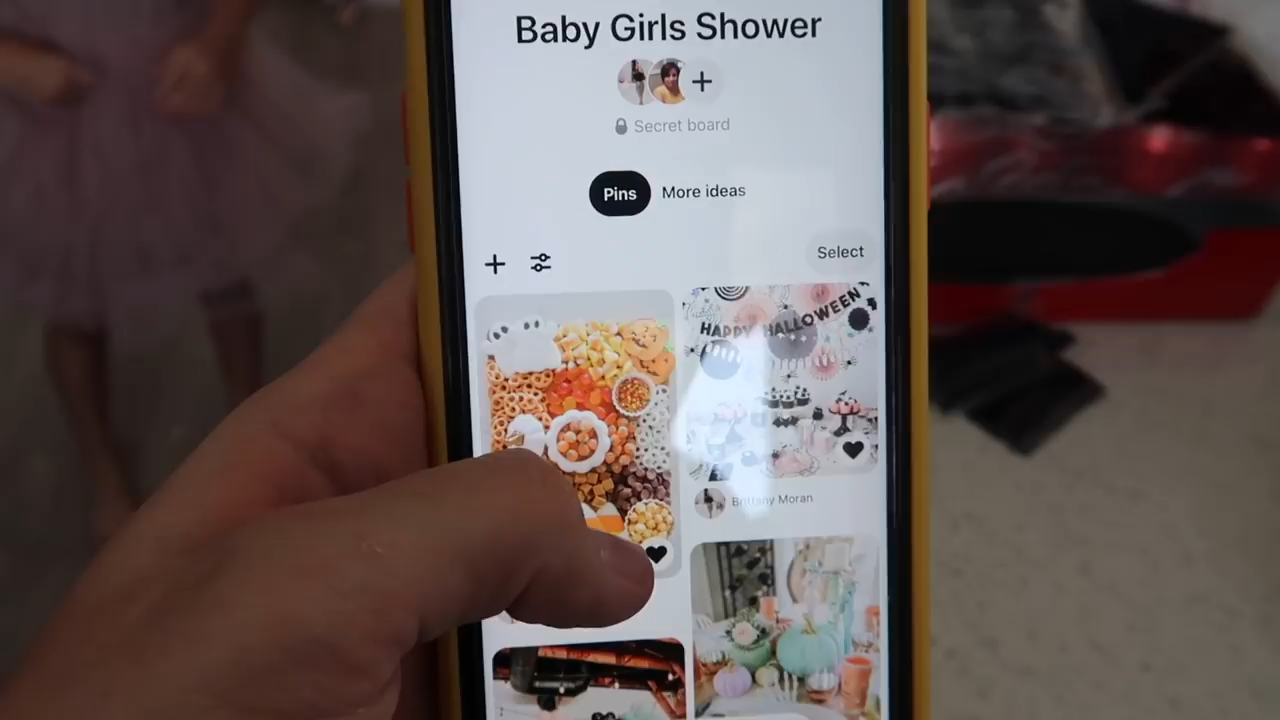 Baby Girls Shower
Secret board
Pins
More ideas
Select
HAPPY HALLOWEEN
Brittany Moran